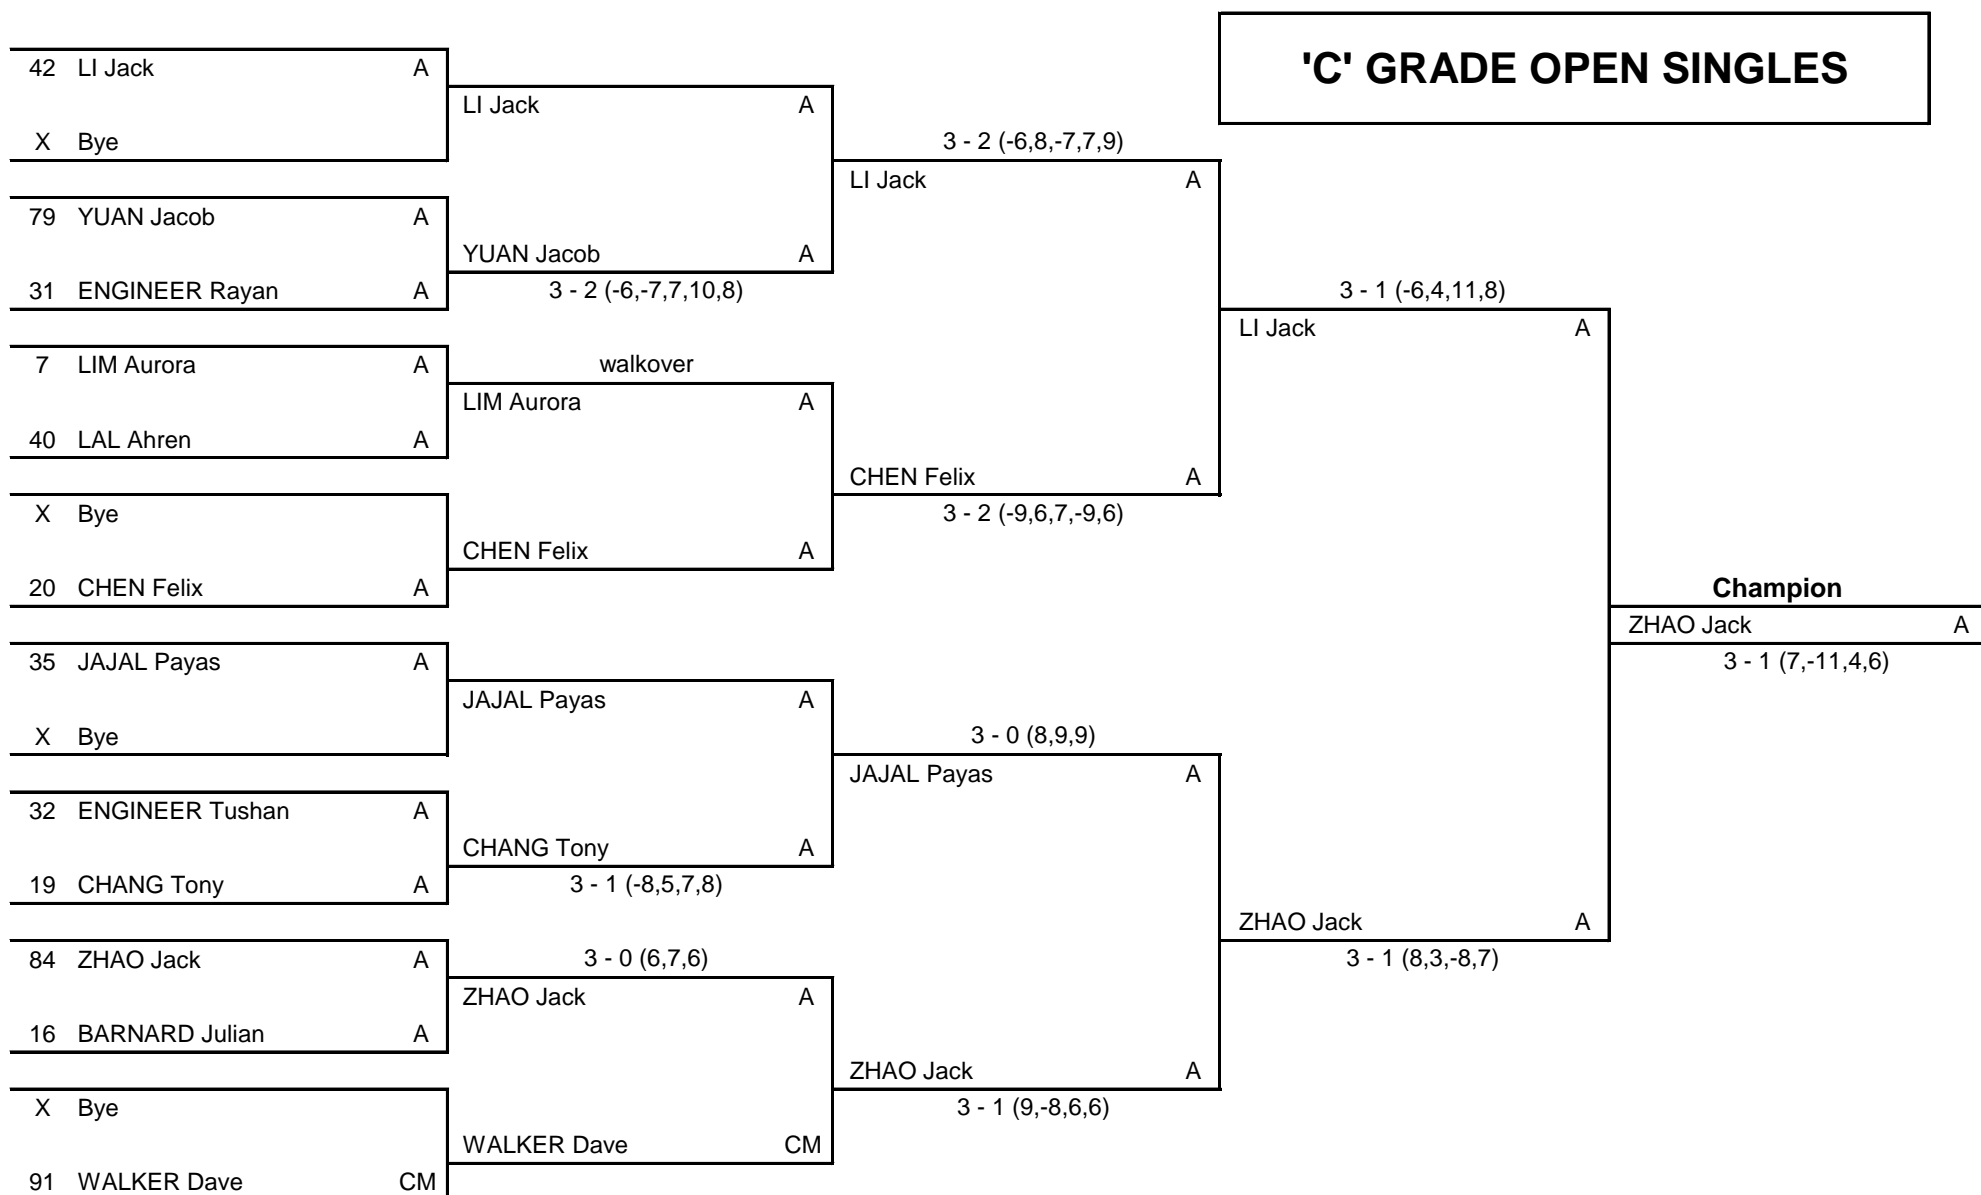 'C' GRADE OPEN SINGLES
42 LI Jack A
LI Jack A
X Bye
3 - 2 (-6,8,-7,7,9)
LI Jack A
79 YUAN Jacob A
YUAN Jacob A
31 ENGINEER Rayan A
3 - 2 (-6,-7,7,10,8)
3 - 1 (-6,4,11,8)
LI Jack A
7 LIM Aurora A
walkover
LIM Aurora A
40 LAL Ahren A
CHEN Felix A
X Bye
3 - 2 (-9,6,7,-9,6)
CHEN Felix A
20 CHEN Felix A
Champion
ZHAO Jack A
35 JAJAL Payas A
3 - 1 (7,-11,4,6)
JAJAL Payas A
X Bye
3 - 0 (8,9,9)
JAJAL Payas A
32 ENGINEER Tushan A
CHANG Tony A
19 CHANG Tony A
3 - 1 (-8,5,7,8)
ZHAO Jack A
84 ZHAO Jack A
3 - 0 (6,7,6)
3 - 1 (8,3,-8,7)
ZHAO Jack A
16 BARNARD Julian A
ZHAO Jack A
X Bye
3 - 1 (9,-8,6,6)
WALKER Dave CM
91 WALKER Dave CM